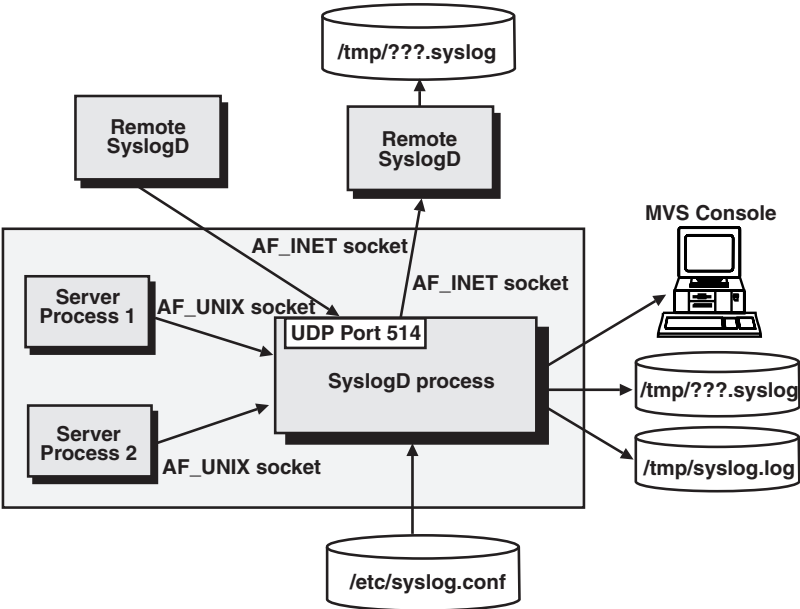 /tmp/???.syslog
Remote
SyslogD
Remote
SyslogD
MVS Console
AF_INET socket
AF_INET socket
Server
Process 1
AF_UNIX socket
UDP Port 514
SyslogD process
/tmp/???.syslog
Server
Process 2
AF_UNIX socket
/tmp/syslog.log
/etc/syslog.conf